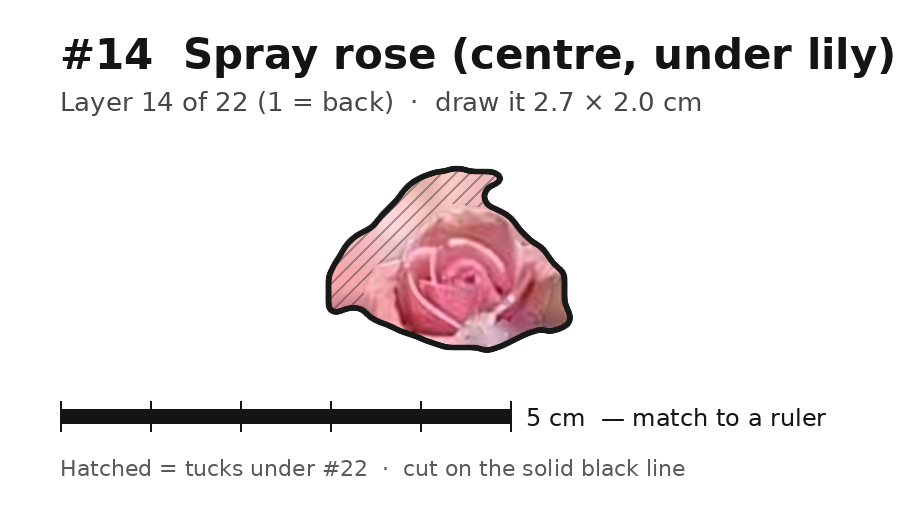 #14 Spray rose (centre, under lily)
Layer 14 of 22 (1 = back) · draw it 2.7 × 2.0 cm
5 cm — match to a ruler
Hatched = tucks under #22 · cut on the solid black line